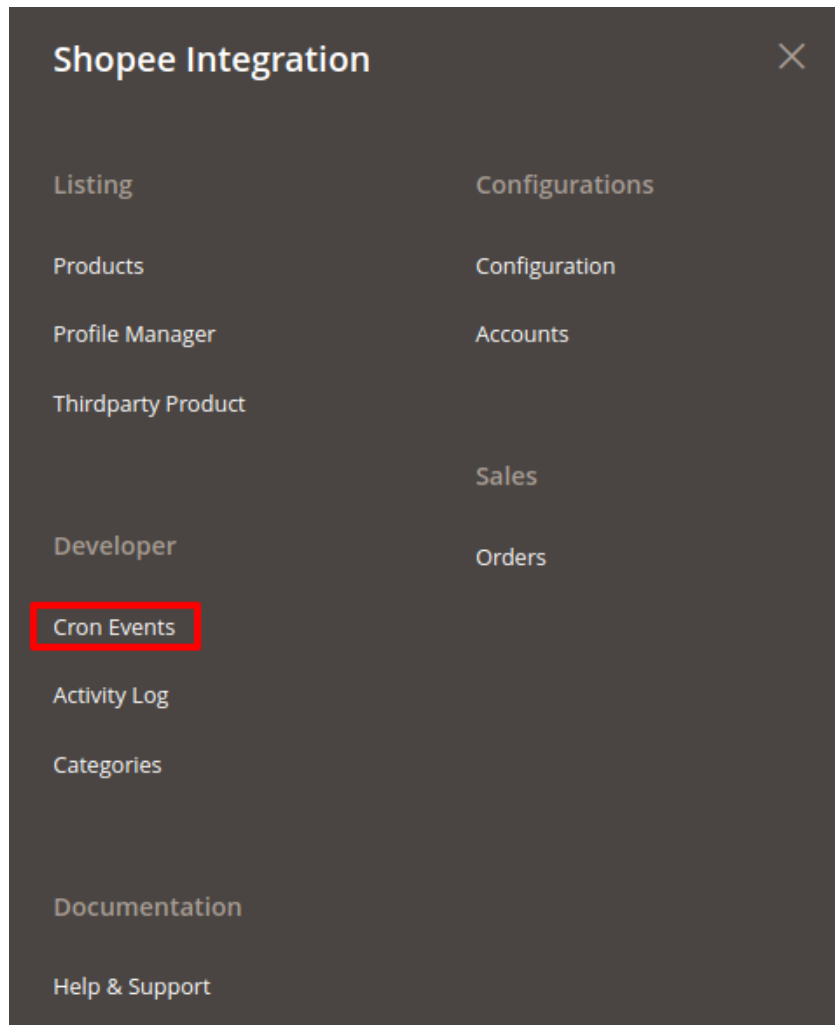 Shopee Integration
Listing
Products
Profile Manager
Thirdparty Product
Developer
Cron Events
Activity Log
Categories
Documentation
Help & Support
Configurations
Configuration
Accounts
Sales
Orders